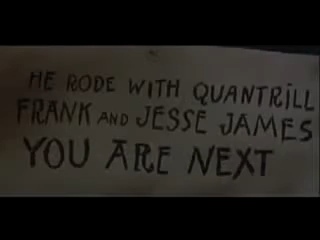 HE RODE WITH QUANTRILL
FRANK AND JESSE JAMES
YOU ARE NEXT